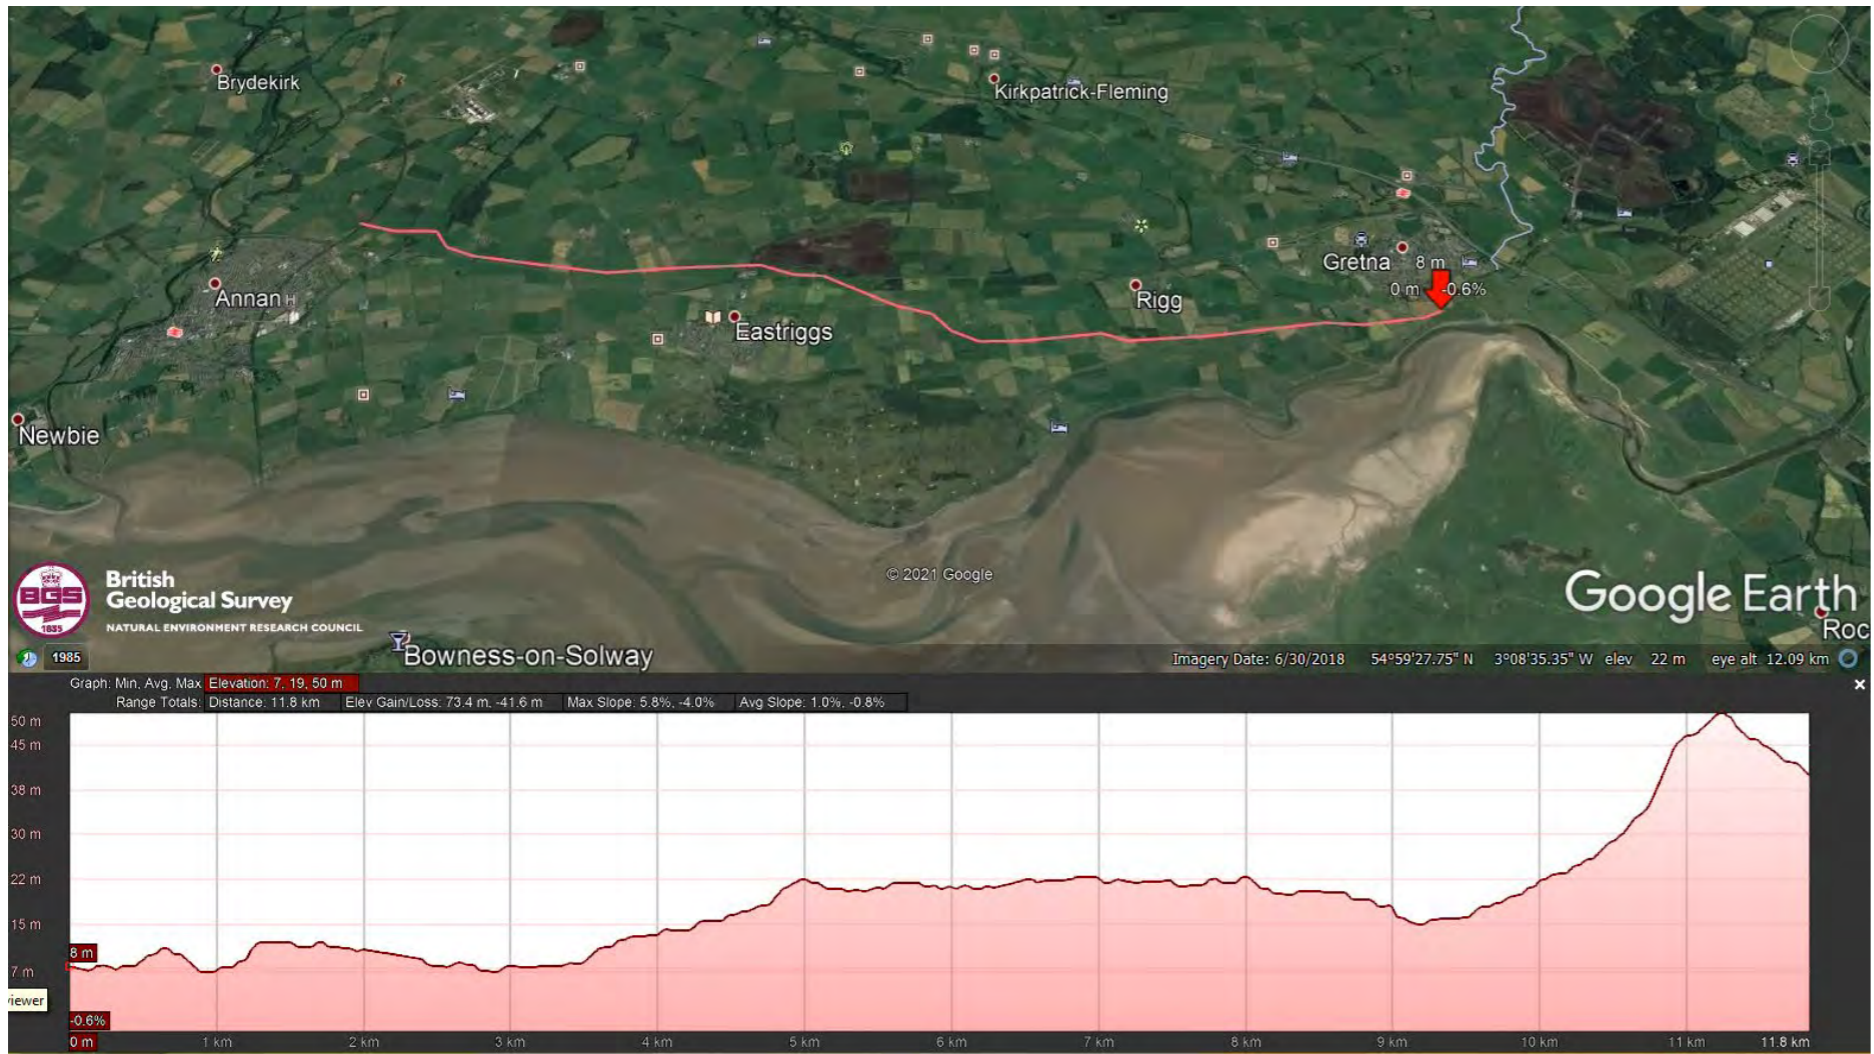 Brydekirk
Kirkpatrick-Fleming
Gretna
8 m
0 m
-0.6%
Annan
H
Rigg
Eastriggs
Newbie
© 2021 Google
British
Geological Survey
NATURAL ENVIRONMENT RESEARCH COUNCIL
BGS
1835
Google Earth
Roc
Bowness-on-Solway
1985
Imagery Date: 6/30/2018 54°59'27.75" N 3°08'35.35" W elev 22 m eye alt 12.09 km
Graph: Min, Avg, Max Elevation: 7, 19, 50 m
Range Totals: Distance: 11.8 km Elev Gain/Loss: 73.4 m, -41.6 m Max Slope: 5.8%, -4.0% Avg Slope: 1.0%, -0.8%
50 m
45 m
38 m
30 m
22 m
15 m
8 m
7 m
viewer
-0.6%
0 m 1 km 2 km 3 km 4 km 5 km 6 km 7 km 8 km 9 km 10 km 11 km 11.8 km